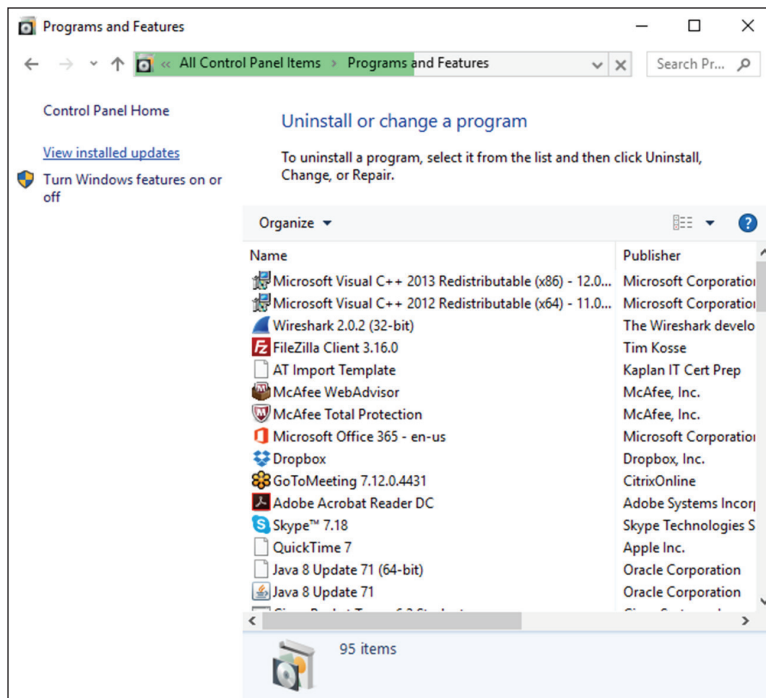 Programs and Features
« All Control Panel Items > Programs and Features
Search Pr...
Control Panel Home
View installed updates
Turn Windows features on or
off
Uninstall or change a program
To uninstall a program, select it from the list and then click Uninstall,
Change, or Repair.
Organize
Name Publisher
Microsoft Visual C++ 2013 Redistributable (x86) - 12.0... Microsoft Corporation
Microsoft Visual C++ 2012 Redistributable (x64) - 11.0... Microsoft Corporation
Wireshark 2.0.2 (32-bit) The Wireshark develo
FileZilla Client 3.16.0 Tim Kosse
AT Import Template Kaplan IT Cert Prep
McAfee WebAdvisor McAfee, Inc.
McAfee Total Protection McAfee, Inc.
Microsoft Office 365 - en-us Microsoft Corporation
Dropbox Dropbox, Inc.
GoToMeeting 7.12.0.4431 CitrixOnline
Adobe Acrobat Reader DC Adobe Systems Incorp
Skype™ 7.18 Skype Technologies S
QuickTime 7 Apple Inc.
Java 8 Update 71 (64-bit) Oracle Corporation
Java 8 Update 71 Oracle Corporation
95 items